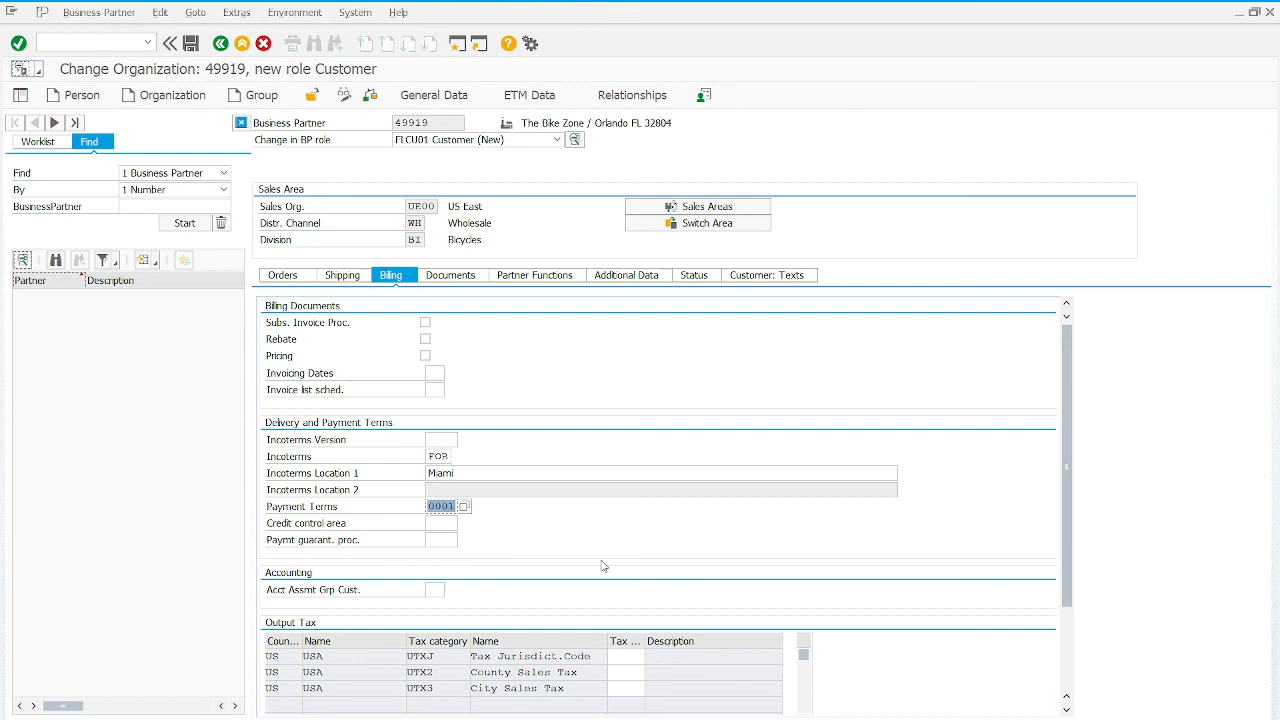 Business Partner Edit Goto Extras Environment System Help
Change Organization: 49919, new role Customer
Person Organization Group General Data ETM Data Relationships
Business Partner 49919 The Bike Zone / Orlando FL 32804
Worklist Find
Change in BP role FLCU01 Customer (New)
Find 1 Business Partner
By 1 Number
BusinessPartner
Start
Partner Description
Sales Area
Sales Org. UE00 US East Sales Areas
Distr. Channel WH Wholesale Switch Area
Division BI Bicycles
Orders Shipping Billing Documents Partner Functions Additional Data Status Customer: Texts
Billing Documents
Subs. Invoice Proc.
Rebate
Pricing
Invoicing Dates
Invoice list sched.
Delivery and Payment Terms
Incoterms Version
Incoterms FOB
Incoterms Location 1 Miami
Incoterms Location 2
Payment Terms 0001
Credit control area
Paymt guarant. proc.
Accounting
Acct Assmt Grp Cust.
Output Tax
Coun... Name Tax category Name Tax ... Description
US USA UTXJ Tax Jurisdict.Code
US USA UTX2 County Sales Tax
US USA UTX3 City Sales Tax